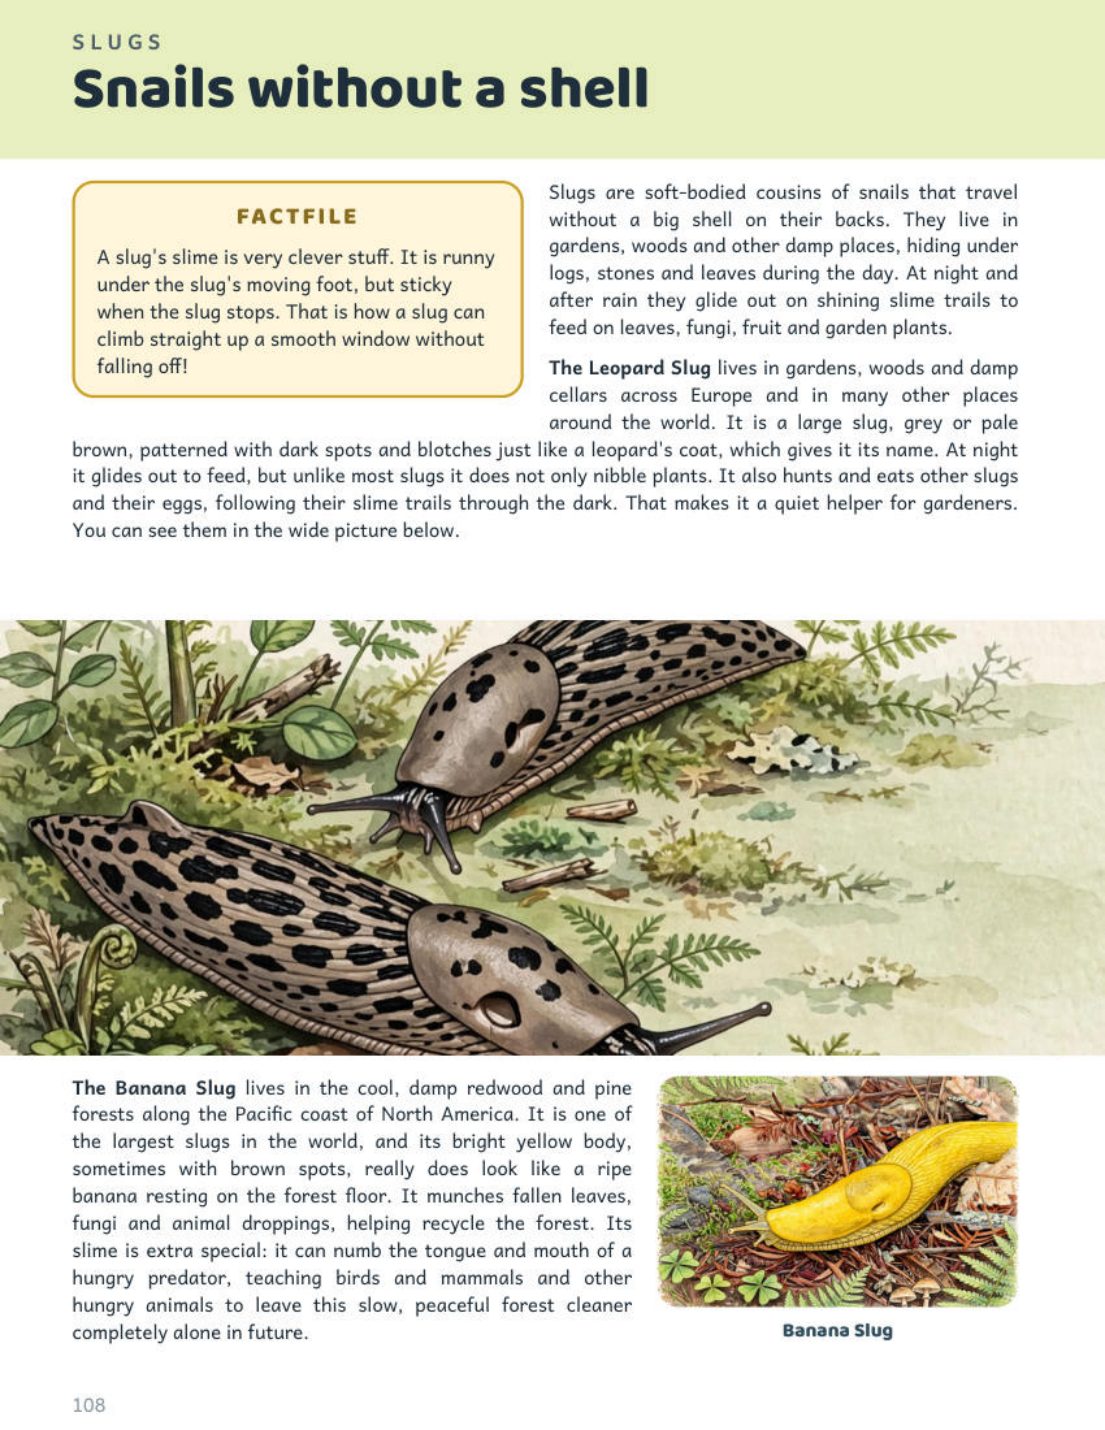 SLUGS
Snails without a shell
FACTFILE
A slug's slime is very clever stuff. It is runny
under the slug's moving foot, but sticky
when the slug stops. That is how a slug can
climb straight up a smooth window without
falling off!
Slugs are soft-bodied cousins of snails that travel
without a big shell on their backs. They live in
gardens, woods and other damp places, hiding under
logs, stones and leaves during the day. At night and
after rain they glide out on shining slime trails to
feed on leaves, fungi, fruit and garden plants.
The Leopard Slug lives in gardens, woods and damp
cellars across Europe and in many other places
around the world. It is a large slug, grey or pale
brown, patterned with dark spots and blotches just like a leopard's coat, which gives it its name. At night
it glides out to feed, but unlike most slugs it does not only nibble plants. It also hunts and eats other slugs
and their eggs, following their slime trails through the dark. That makes it a quiet helper for gardeners.
You can see them in the wide picture below.
The Banana Slug lives in the cool, damp redwood and pine
forests along the Pacific coast of North America. It is one of
the largest slugs in the world, and its bright yellow body,
sometimes with brown spots, really does look like a ripe
banana resting on the forest floor. It munches fallen leaves,
fungi and animal droppings, helping recycle the forest. Its
slime is extra special: it can numb the tongue and mouth of a
hungry predator, teaching birds and mammals and other
hungry animals to leave this slow, peaceful forest cleaner
completely alone in future.
Banana Slug
108